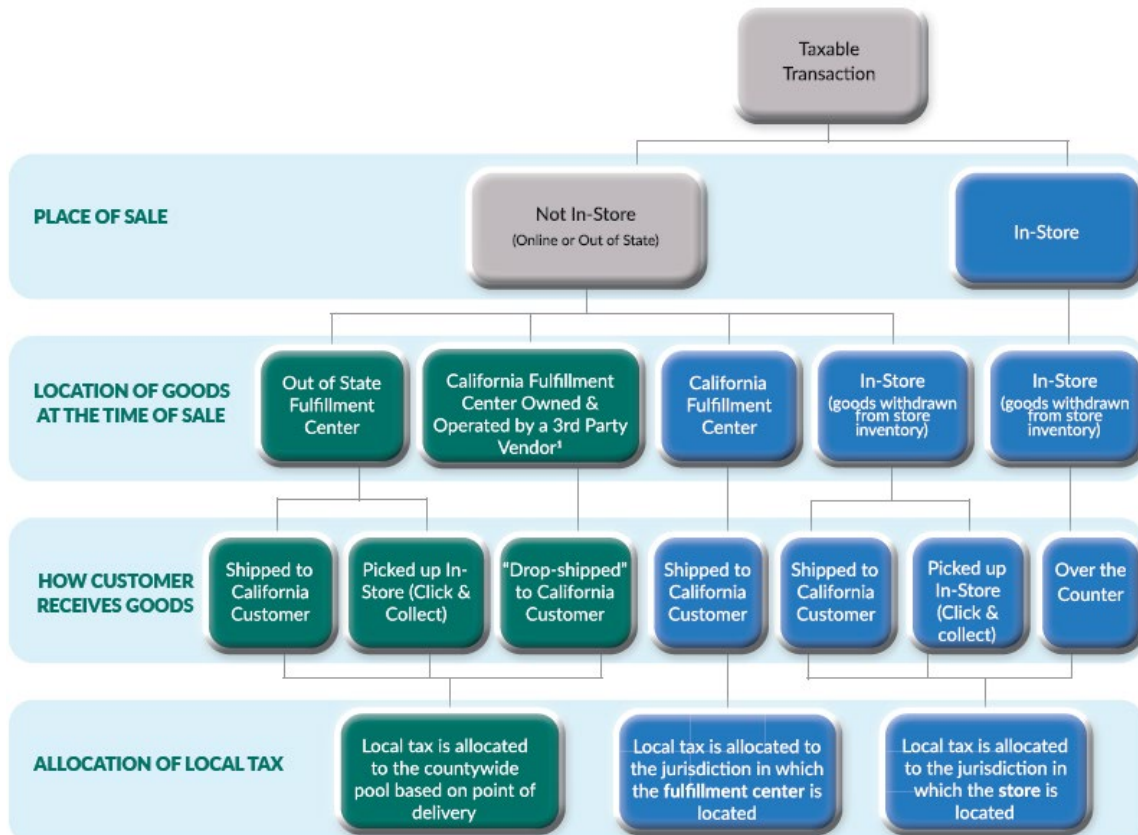 Taxable
Transaction
PLACE OF SALE
Not In-Store
(Online or Out of State)
In-Store
LOCATION OF GOODS
AT THE TIME OF SALE
Out of State
Fulfillment
Center
California Fulfillment
Center Owned &
Operated by a 3rd Party
Vendor¹
California
Fulfillment
Center
In-Store
(goods withdrawn
from store
inventory)
In-Store
(goods withdrawn
from store
inventory)
HOW CUSTOMER
RECEIVES GOODS
Shipped to
California
Customer
Picked up In-
Store (Click &
Collect)
"Drop-shipped"
to California
Customer
Shipped to
California
Customer
Shipped to
California
Customer
Picked up
In-Store
(Click &
collect)
Over the
Counter
ALLOCATION OF LOCAL TAX
Local tax is allocated
to the countywide
pool based on point of
delivery
Local tax is allocated to
the jurisdiction in which
the fulfillment center is
located
Local tax is allocated
to the jurisdiction in
which the store is
located